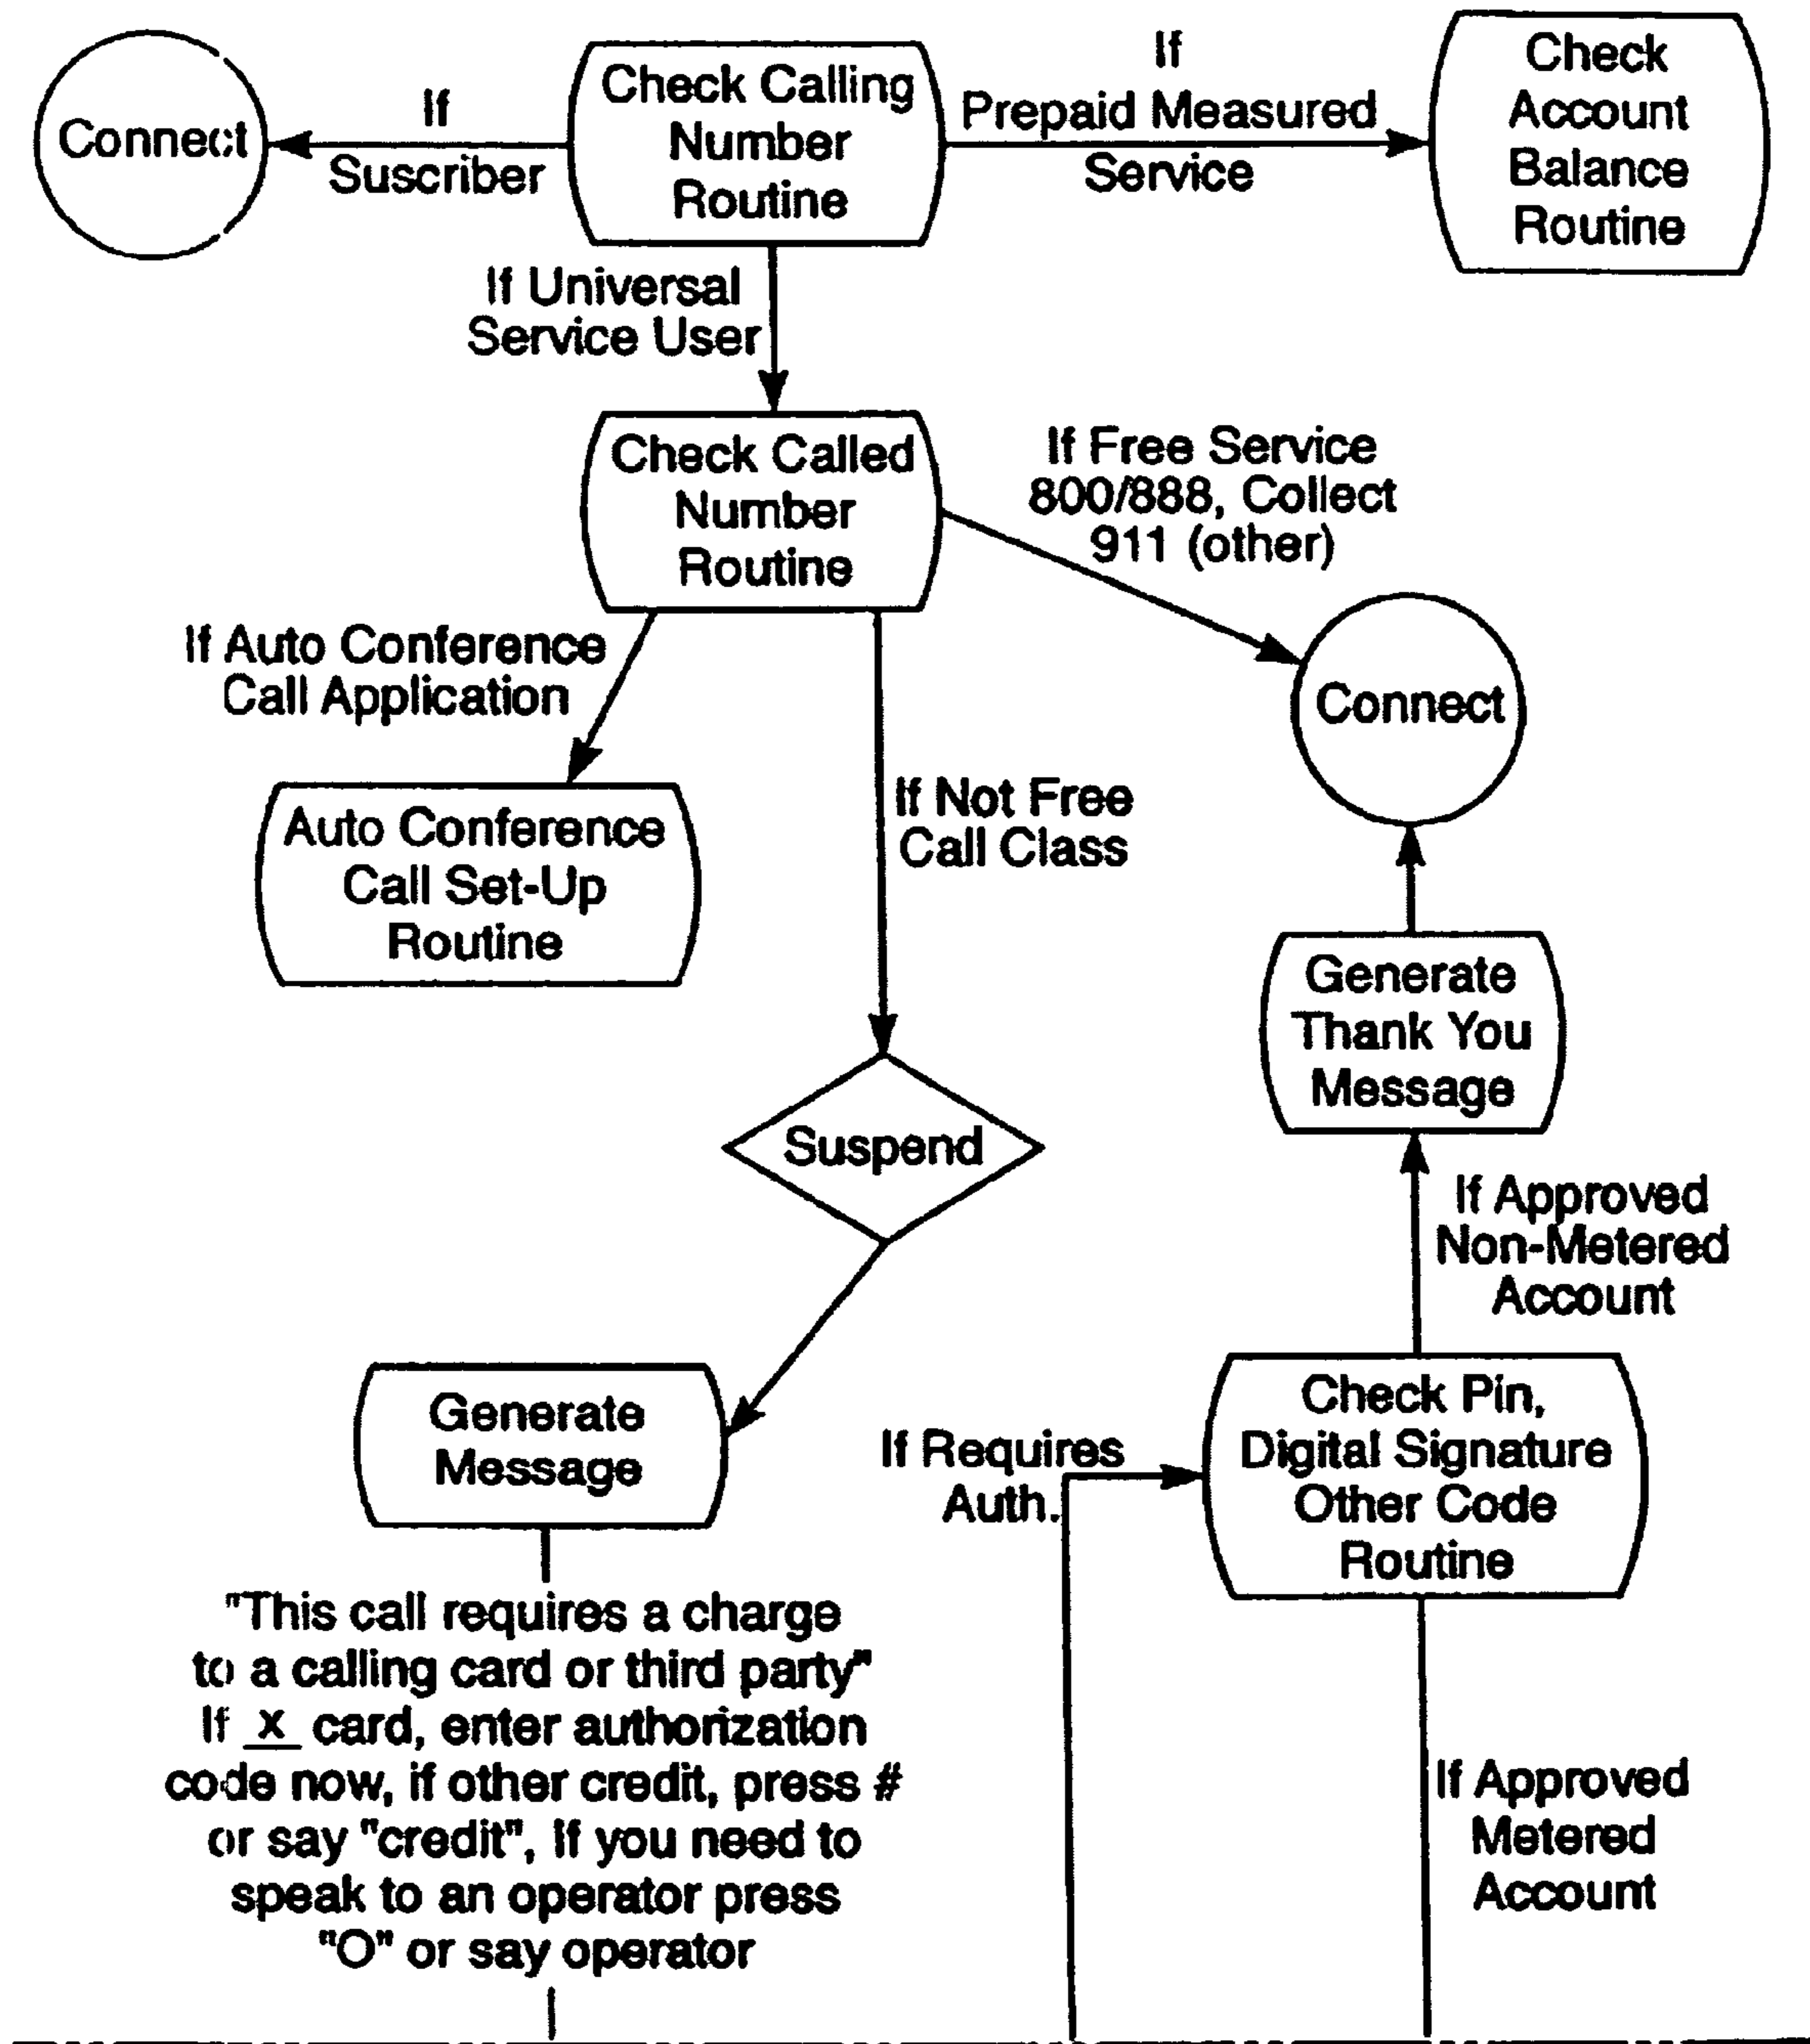 Connect
If
Suscriber
Check Calling
Number
Routine
If
Prepaid Measured
Service
Check
Account
Balance
Routine
If Universal
Service User
Check Called
Number
Routine
If Free Service
800/888, Collect
911 (other)
Connect
If Auto Conference
Call Application
Auto Conference
Call Set-Up
Routine
If Not Free
Call Class
Suspend
Generate
Thank You
Message
If Approved
Non-Metered
Account
Generate
Message
If Requires
Auth.
Check Pin,
Digital Signature
Other Code
Routine
"This call requires a charge
to a calling card or third party"
If x card, enter authorization
code now, if other credit, press #
or say "credit", If you need to
speak to an operator press
"O" or say operator
If Approved
Metered
Account